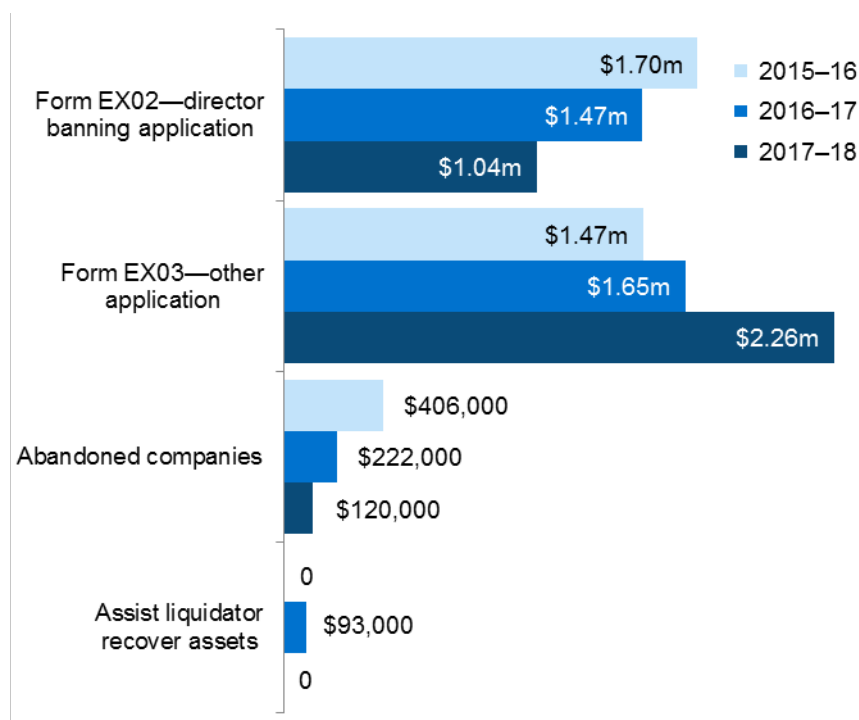 $1.70m
2015–16
Form EX02—director
banning application
$1.47m
2016–17
$1.04m
2017–18
$1.47m
Form EX03—other
application
$1.65m
$2.26m
$406,000
Abandoned companies
$222,000
$120,000
0
Assist liquidator
recover assets
$93,000
0